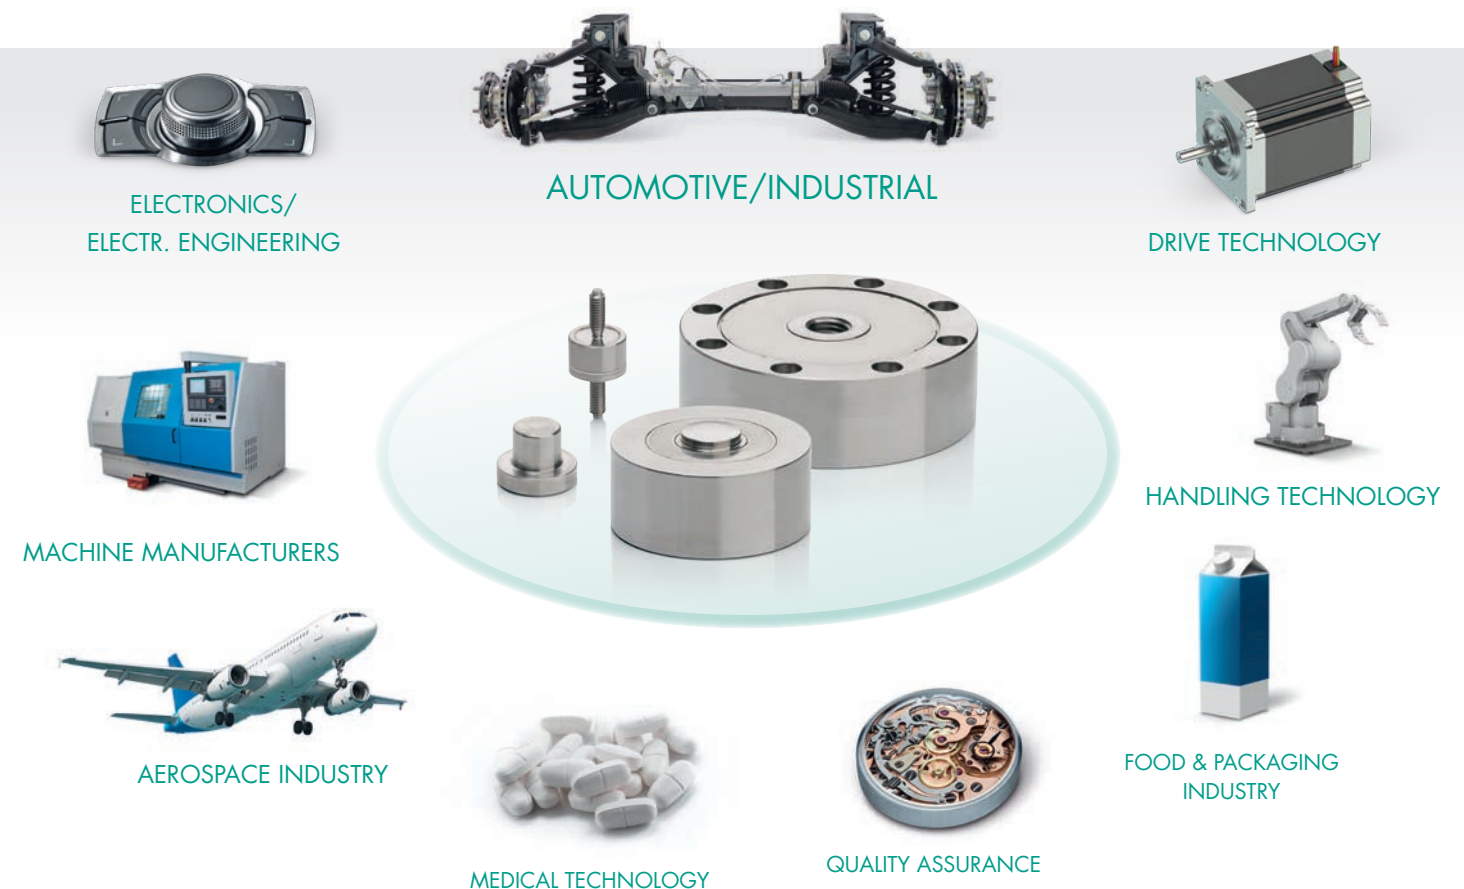 AUTOMOTIVE/INDUSTRIAL
ELECTRONICS/
ELECTR. ENGINEERING
DRIVE TECHNOLOGY
HANDLING TECHNOLOGY
MACHINE MANUFACTURERS
FOOD & PACKAGING
INDUSTRY
AEROSPACE INDUSTRY
QUALITY ASSURANCE
MEDICAL TECHNOLOGY